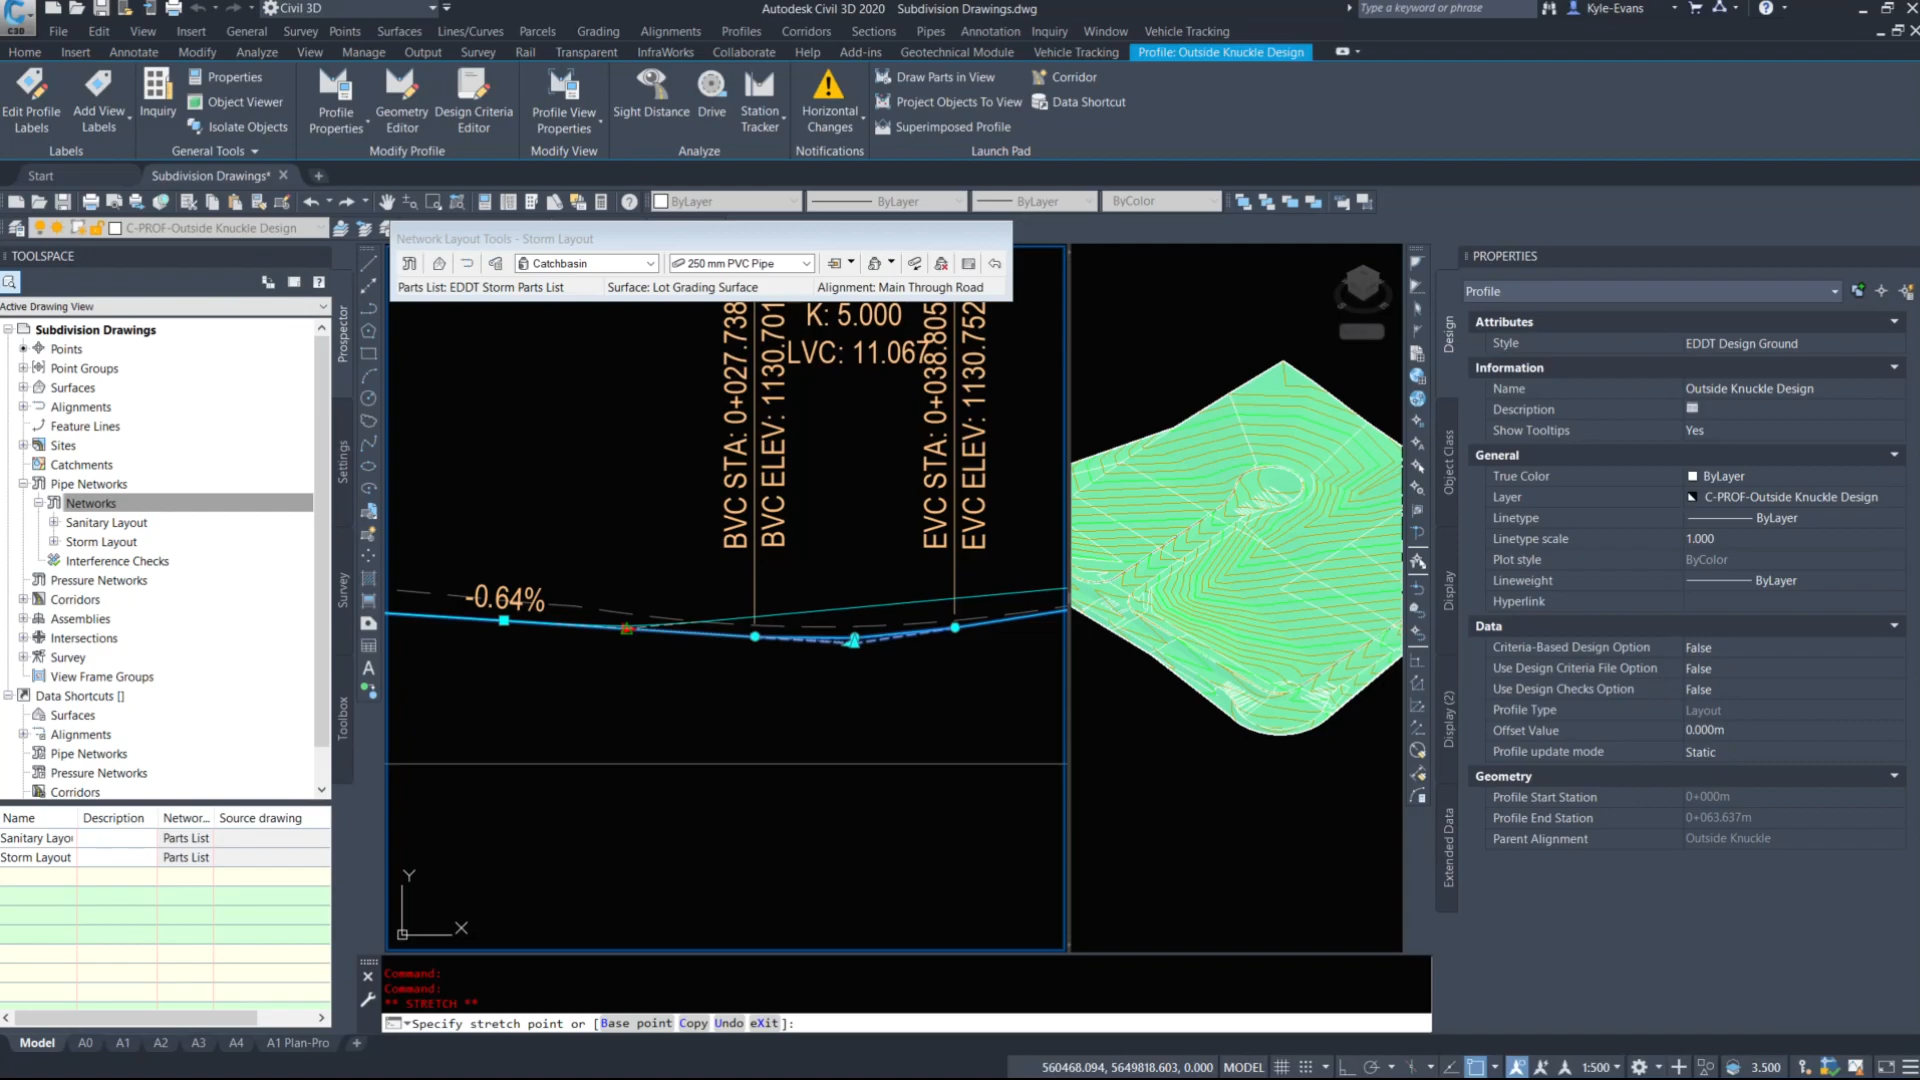 Civil 3D
Autodesk Civil 3D 2020 Subdivision Drawings.dwg
Type a keyword or phrase
Kyle-Evans
C3D
File Edit View Insert General Survey Points Surfaces Lines/Curves Parcels Grading Alignments Profiles Corridors Sections Pipes Annotation Inquiry Window Vehicle Tracking
Home Insert Annotate Modify Analyze View Manage Output Survey Rail Transparent InfraWorks Collaborate Help Add-ins Geotechnical Module Vehicle Tracking Profile: Outside Knuckle Design
Edit Profile Labels
Add View Labels
Inquiry
Properties
Object Viewer
Isolate Objects
Profile Properties
Geometry Editor
Design Criteria Editor
Profile View Properties
Sight Distance
Drive
Station Tracker
Horizontal Changes
Draw Parts in View
Project Objects To View
Superimposed Profile
Corridor
Data Shortcut
Labels General Tools Modify Profile Modify View Analyze Notifications Launch Pad
Start Subdivision Drawings*
ByLayer ByLayer ByLayer ByColor
C-PROF-Outside Knuckle Design
TOOLSPACE
Active Drawing View
Subdivision Drawings
Points
Point Groups
Surfaces
Alignments
Feature Lines
Sites
Catchments
Pipe Networks
Networks
Sanitary Layout
Storm Layout
Interference Checks
Pressure Networks
Corridors
Assemblies
Intersections
Survey
View Frame Groups
Data Shortcuts []
Surfaces
Alignments
Pipe Networks
Pressure Networks
Corridors
Prospector
Settings
Survey
Toolbox
Name Description Networ... Source drawing
Sanitary Layo Parts List
Storm Layout Parts List
Network Layout Tools - Storm Layout
Catchbasin 250 mm PVC Pipe
Parts List: EDDT Storm Parts List Surface: Lot Grading Surface Alignment: Main Through Road
BVC STA: 0+027.738
BVC ELEV: 1130.701
K: 5.000
LVC: 11.067
EVC STA: 0+038.805
EVC ELEV: 1130.752
-0.64%
Y
X
Command:
Command:
** STRETCH **
Specify stretch point or [Base point Copy Undo eXit]:
PROPERTIES
Profile
Design
Object Class
Display
Display (2)
Extended Data
Attributes
Style EDDT Design Ground
Information
Name Outside Knuckle Design
Description
Show Tooltips Yes
General
True Color ByLayer
Layer C-PROF-Outside Knuckle Design
Linetype ByLayer
Linetype scale 1.000
Plot style ByColor
Lineweight ByLayer
Hyperlink
Data
Criteria-Based Design Option False
Use Design Criteria File Option False
Use Design Checks Option False
Profile Type Layout
Offset Value 0.000m
Profile update mode Static
Geometry
Profile Start Station 0+000m
Profile End Station 0+063.637m
Parent Alignment Outside Knuckle
Model A0 A1 A2 A3 A4 A1 Plan-Pro
560468.094, 5649818.603, 0.000 MODEL 1:500 3.500